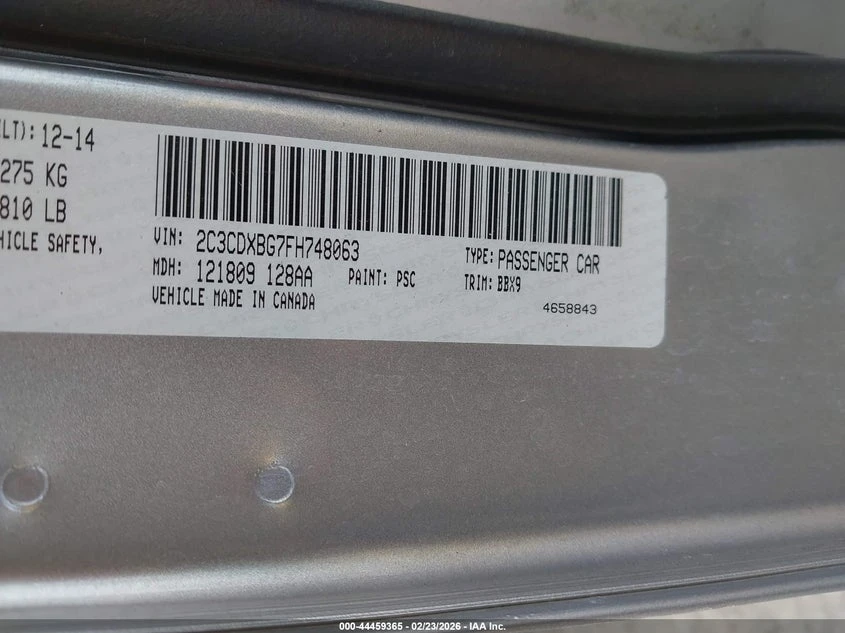 LT): 12-14
275 KG
810 LB
HICLE SAFETY,
VIN: 2C3CDXBG7FH748063
TYPE: PASSENGER CAR
MDH: 121809 128AA PAINT: PSC
TRIM: BBX9
VEHICLE MADE IN CANADA
4658843
000-44459365 - 02/23/2026 - IAA Inc.